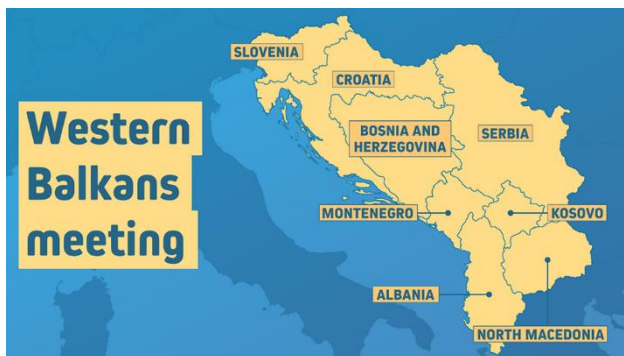 Western
Balkans
meeting
SLOVENIA
CROATIA
BOSNIA AND
HERZEGOVINA
SERBIA
MONTENEGRO
KOSOVO
ALBANIA
NORTH MACEDONIA